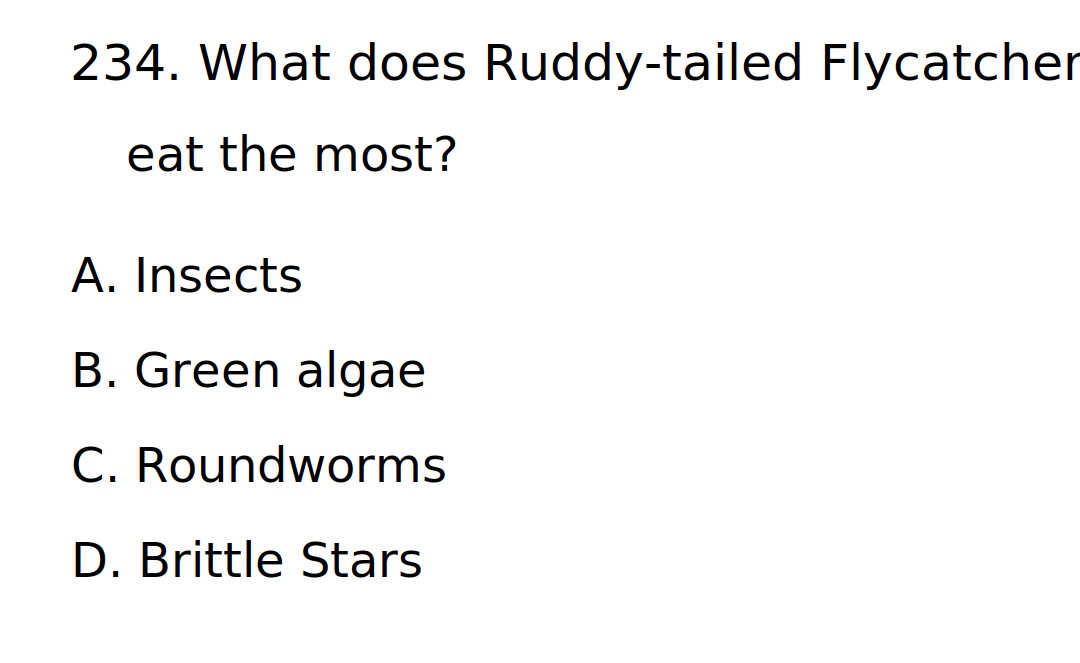 234. What does Ruddy-tailed Flycatcher
eat the most?
A. Insects
B. Green algae
C. Roundworms
D. Brittle Stars